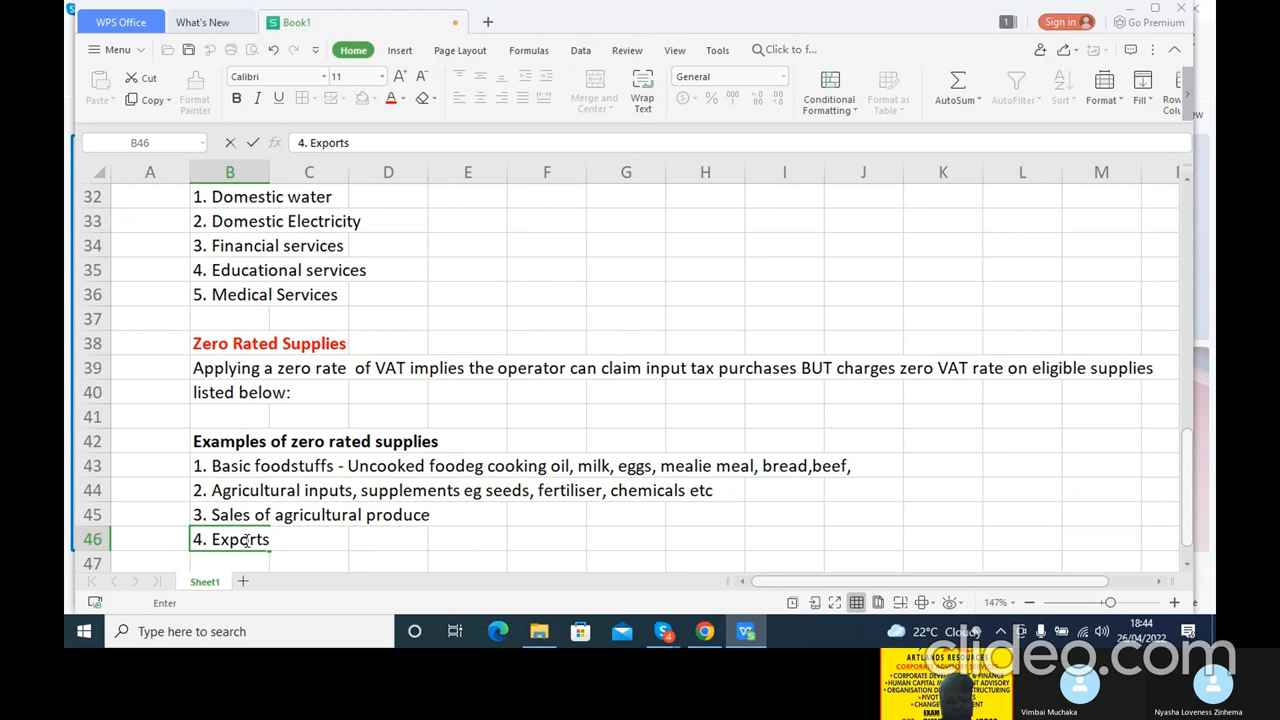 WPS Office What's New Book1 1 Sign in Go Premium
Menu Home Insert Page Layout Formulas Data Review View Tools Click to f...
Paste Cut Copy Format Painter Calibri 11 Merge and Center Wrap Text General Conditional Formatting Format as Table AutoSum AutoFilter Sort Format Fill
B46 4. Exports
A B C D E F G H I J K L M
32 1. Domestic water
33 2. Domestic Electricity
34 3. Financial services
35 4. Educational services
36 5. Medical Services
37
38 Zero Rated Supplies
39 Applying a zero rate of VAT implies the operator can claim input tax purchases BUT charges zero VAT rate on eligible supplies
40 listed below:
41
42 Examples of zero rated supplies
43 1. Basic foodstuffs - Uncooked foodeg cooking oil, milk, eggs, mealie meal, bread,beef,
44 2. Agricultural inputs, supplements eg seeds, fertiliser, chemicals etc
45 3. Sales of agricultural produce
46 4. Exports
47
Sheet1
Enter 147%
Type here to search 22°C Cloudy 18:44
26/04/2022
clideo.com
ARTLANDS RESOURCES
CORPORATE ADVISORY SERVICES
Vimbai Muchaka Nyasha Loveness Zinhema